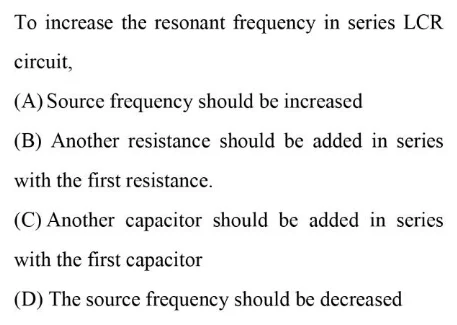 To increase the resonant frequency in series LCR
circuit,
(A) Source frequency should be increased
(B) Another resistance should be added in series
with the first resistance.
(C) Another capacitor should be added in series
with the first capacitor
(D) The source frequency should be decreased